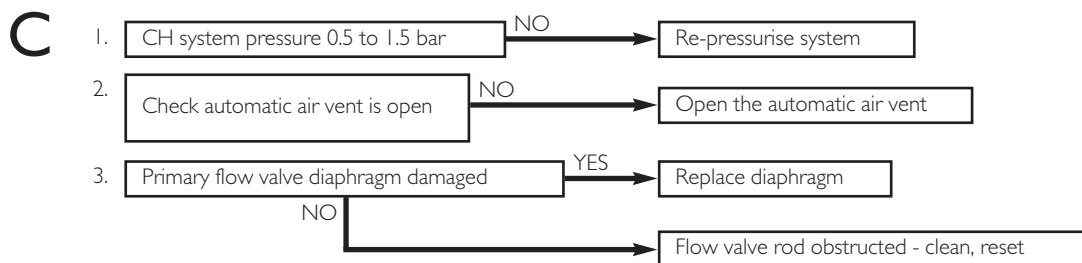 C
1. CH system pressure 0.5 to 1.5 bar NO Re-pressurise system
2. Check automatic air vent is open NO Open the automatic air vent
3. Primary flow valve diaphragm damaged YES Replace diaphragm
NO
Flow valve rod obstructed - clean, reset